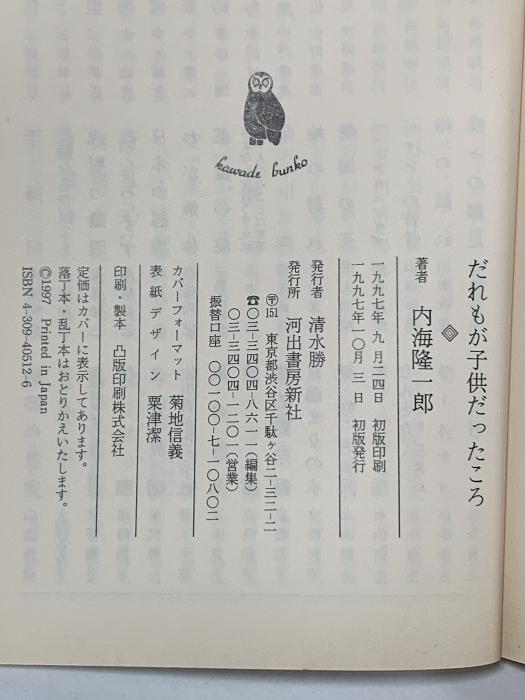 kawade bunko
だれもが子供だったころ
著者 内海隆一郎
一九九七年 九月二四日 初版印刷
一九九七年一〇月 三 日 初版発行
発行者 清水勝
発行所 河出書房新社
〒151 東京都渋谷区千駄ヶ谷二-三二-二
☎〇三-三四〇四-八六一一(編集)
〇三-三四〇四-一二〇一(営業)
振替口座 〇〇一〇〇-七-一〇八〇二
カバーフォーマット 菊地信義
表紙デザイン 粟津潔
印刷・製本 凸版印刷株式会社
定価はカバーに表示してあります。
落丁本・乱丁本はおとりかえいたします。
©1997 Printed in Japan
ISBN 4-309-40512-6